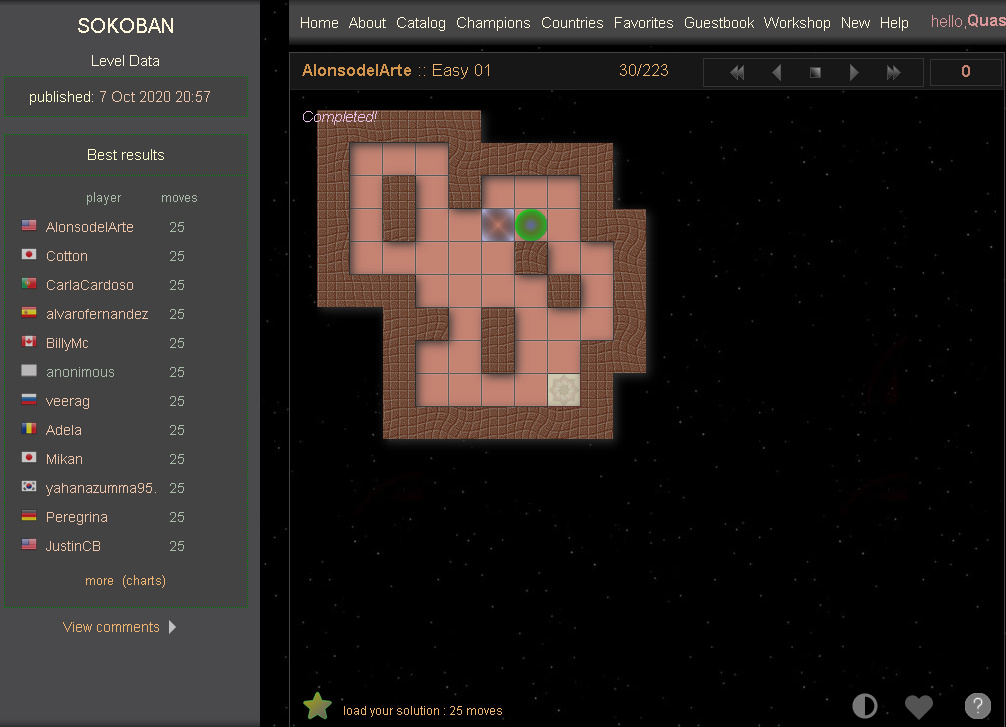 SOKOBAN
Level Data
published: 7 Oct 2020 20:57
Best results
player moves
AlonsodelArte 25
Cotton 25
CarlaCardoso 25
alvarofernandez 25
BillyMc 25
anonimous 25
veerag 25
Adela 25
Mikan 25
yahanazumma95. 25
Peregrina 25
JustinCB 25
more (charts)
View comments
Home About Catalog Champions Countries Favorites Guestbook Workshop New Help hello,Quas
AlonsodelArte :: Easy 01 30/223 0
Completed!
load your solution : 25 moves
?